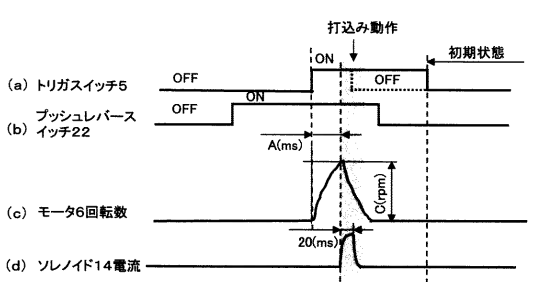 打込み動作
ON
初期状態
(a) トリガスイッチ5
OFF
OFF
ON
(b) プッシュレバース
イッチ22
OFF
A(ms)
(c) モータ6回転数
C(rpm)
20(ms)
(d) ソレノイド14電流